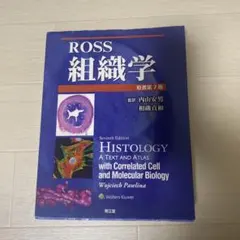 ROSS
組織学
原書第7版
監訳 内山安男
相磯貞和
Seventh Edition
HISTOLOGY
A TEXT AND ATLAS
with Correlated Cell
and Molecular Biology
Wojciech Pawlina
Wolters Kluwer
南江堂